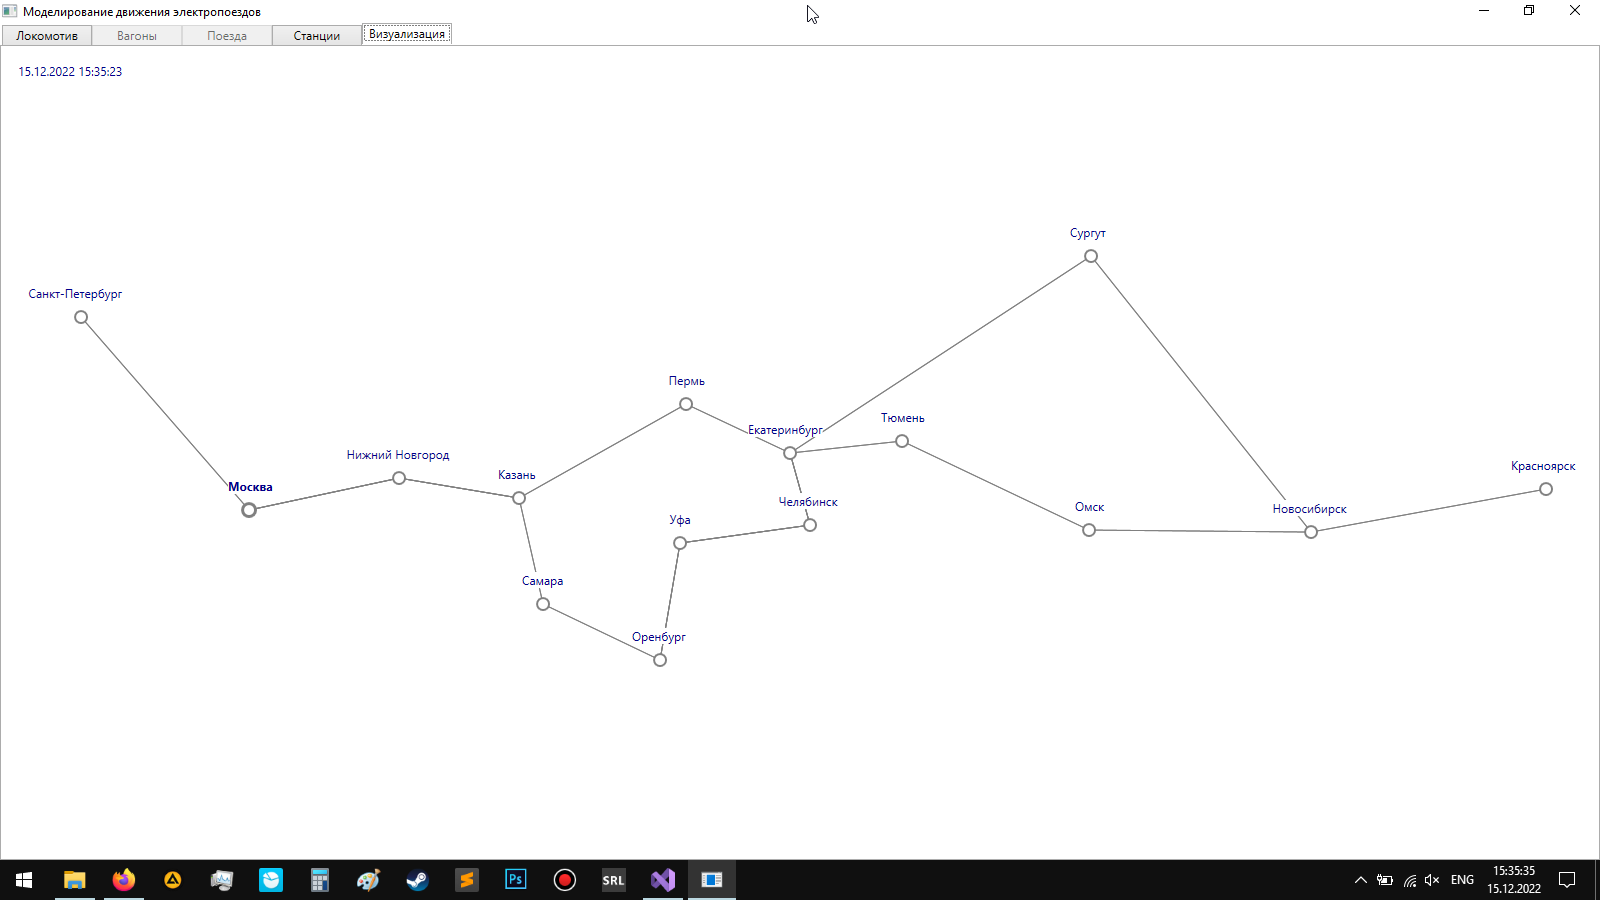 Моделирование движения электропоездов
Локомотив
Вагоны
Поезда
Станции
Визуализация
15.12.2022 15:35:23
Сургут
Санкт-Петербург
Пермь
Тюмень
Екатеринбург
Нижний Новгород
Красноярск
Казань
Москва
Челябинск
Омск
Новосибирск
Уфа
Самара
Оренбург
Ps
SRL
ENG
15:35:35
15.12.2022